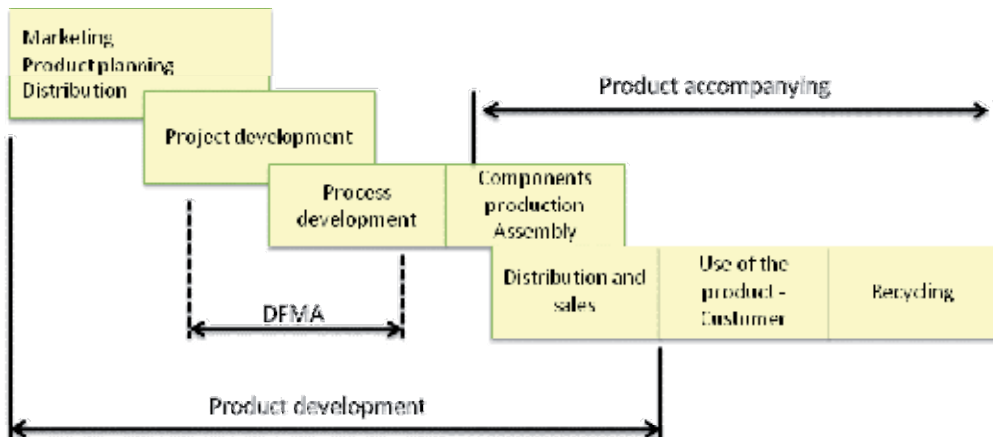 Marketing
Product planning
Distribution
Product accompanying
Project development
Process
development
Components
production
Assembly
Distribution and
sales
Use of the
product -
Customer
Recycling
DFMA
Product development